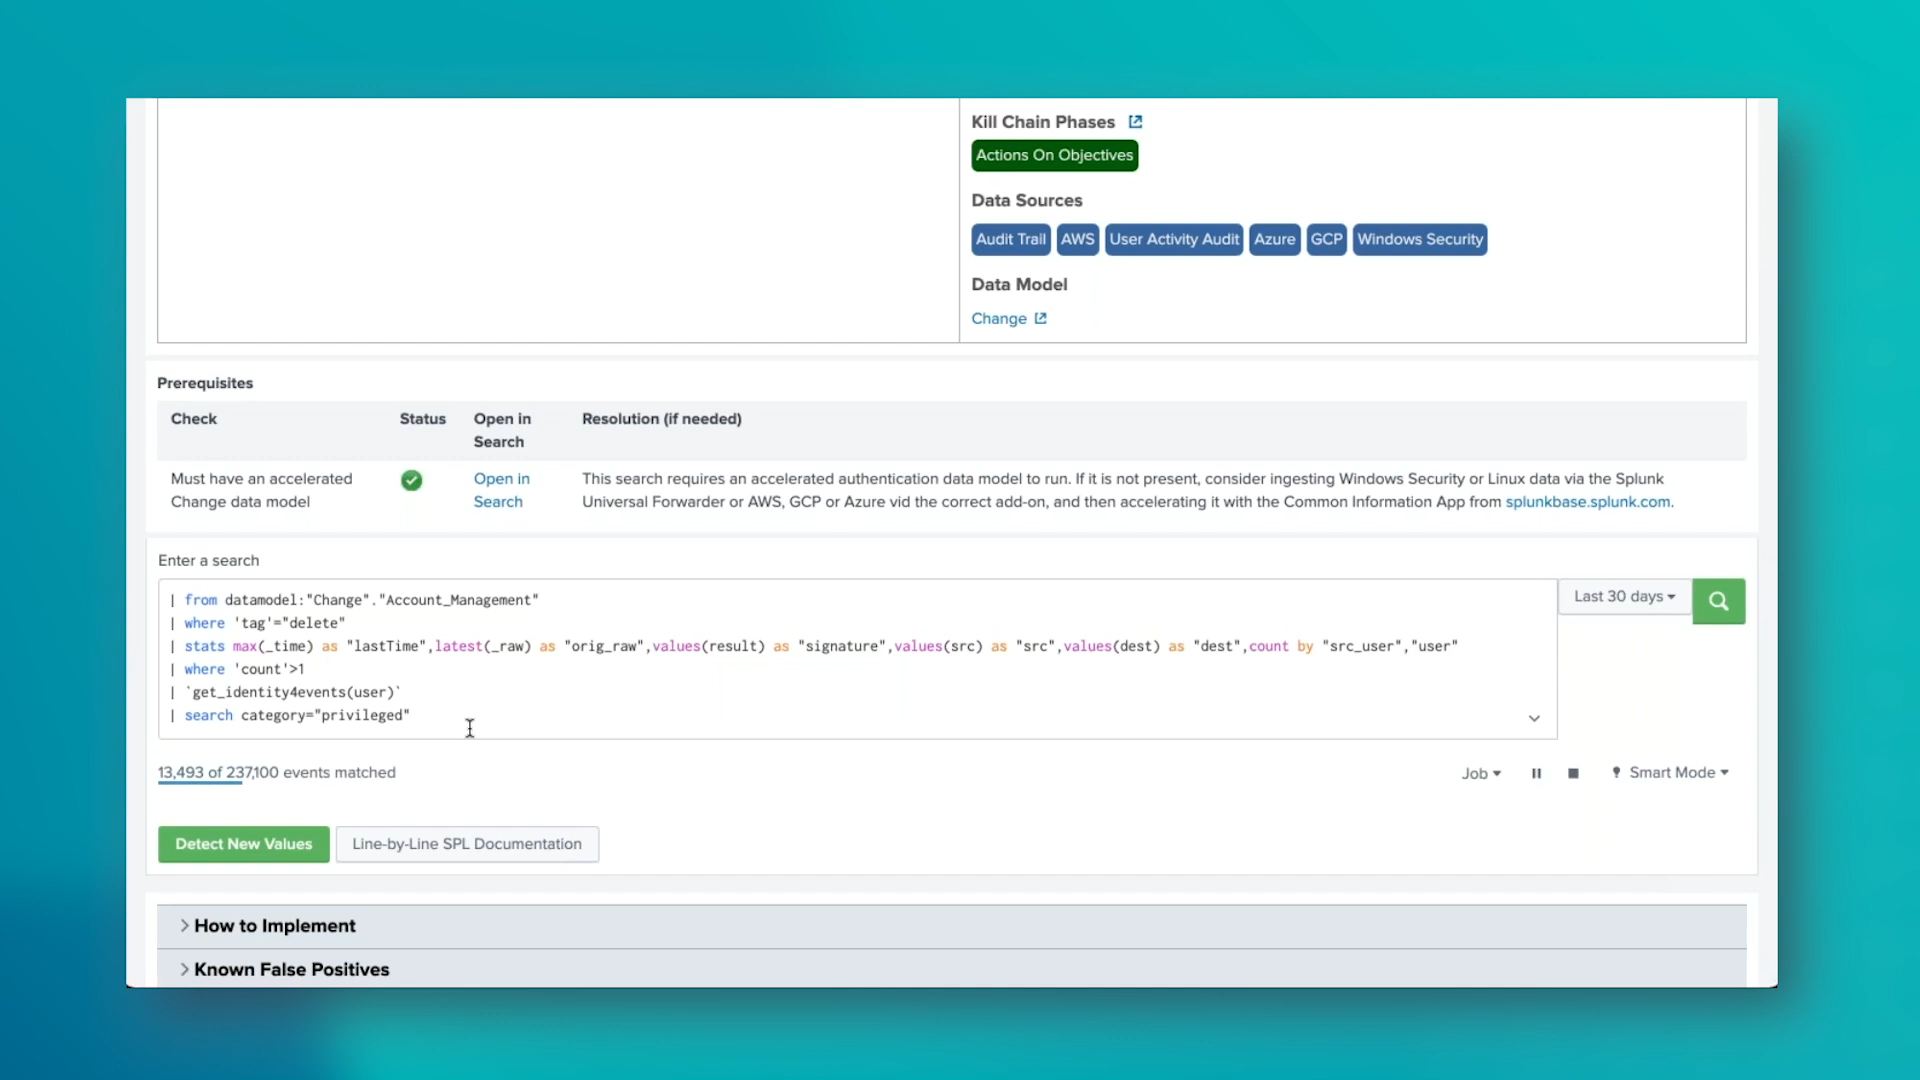 Kill Chain Phases
Actions On Objectives
Data Sources
Audit Trail AWS User Activity Audit Azure GCP Windows Security
Data Model
Change
Prerequisites
Check Status Open in Search Resolution (if needed)
Must have an accelerated Change data model
Open in Search
This search requires an accelerated authentication data model to run. If it is not present, consider ingesting Windows Security or Linux data via the Splunk
Universal Forwarder or AWS, GCP or Azure vid the correct add-on, and then accelerating it with the Common Information App from splunkbase.splunk.com.
Enter a search
| from datamodel:"Change"."Account_Management"
| where 'tag'="delete"
| stats max(_time) as "lastTime",latest(_raw) as "orig_raw",values(result) as "signature",values(src) as "src",values(dest) as "dest",count by "src_user","user"
| where 'count'>1
| `get_identity4events(user)`
| search category="privileged"
Last 30 days
13,493 of 237,100 events matched
Job Smart Mode
Detect New Values Line-by-Line SPL Documentation
How to Implement
Known False Positives